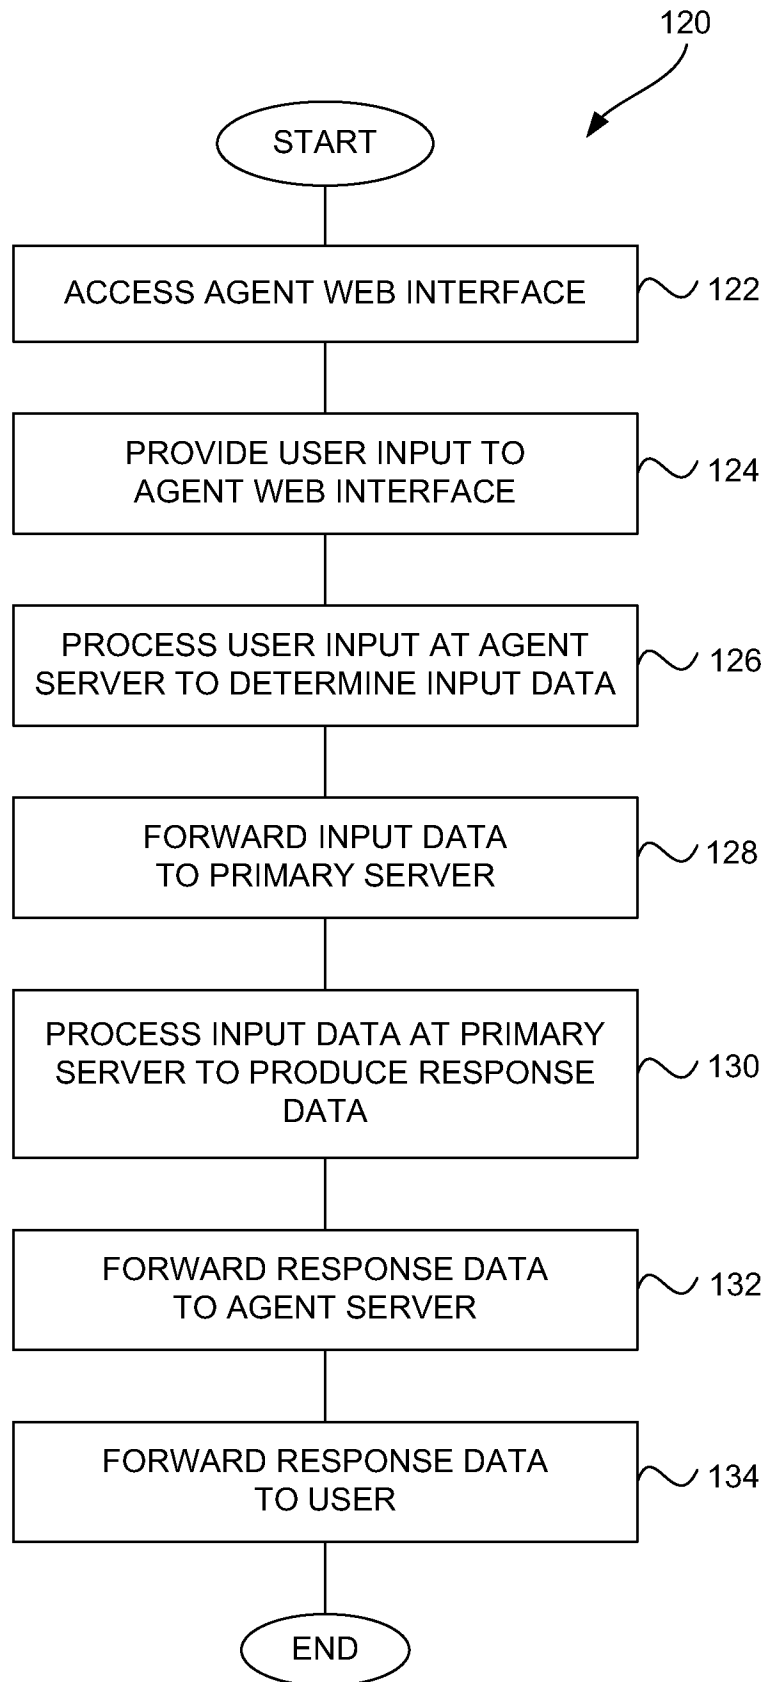 120
START
ACCESS AGENT WEB INTERFACE
122
PROVIDE USER INPUT TO
AGENT WEB INTERFACE
124
PROCESS USER INPUT AT AGENT
SERVER TO DETERMINE INPUT DATA
126
FORWARD INPUT DATA
TO PRIMARY SERVER
128
PROCESS INPUT DATA AT PRIMARY
SERVER TO PRODUCE RESPONSE
DATA
130
FORWARD RESPONSE DATA
TO AGENT SERVER
132
FORWARD RESPONSE DATA
TO USER
134
END